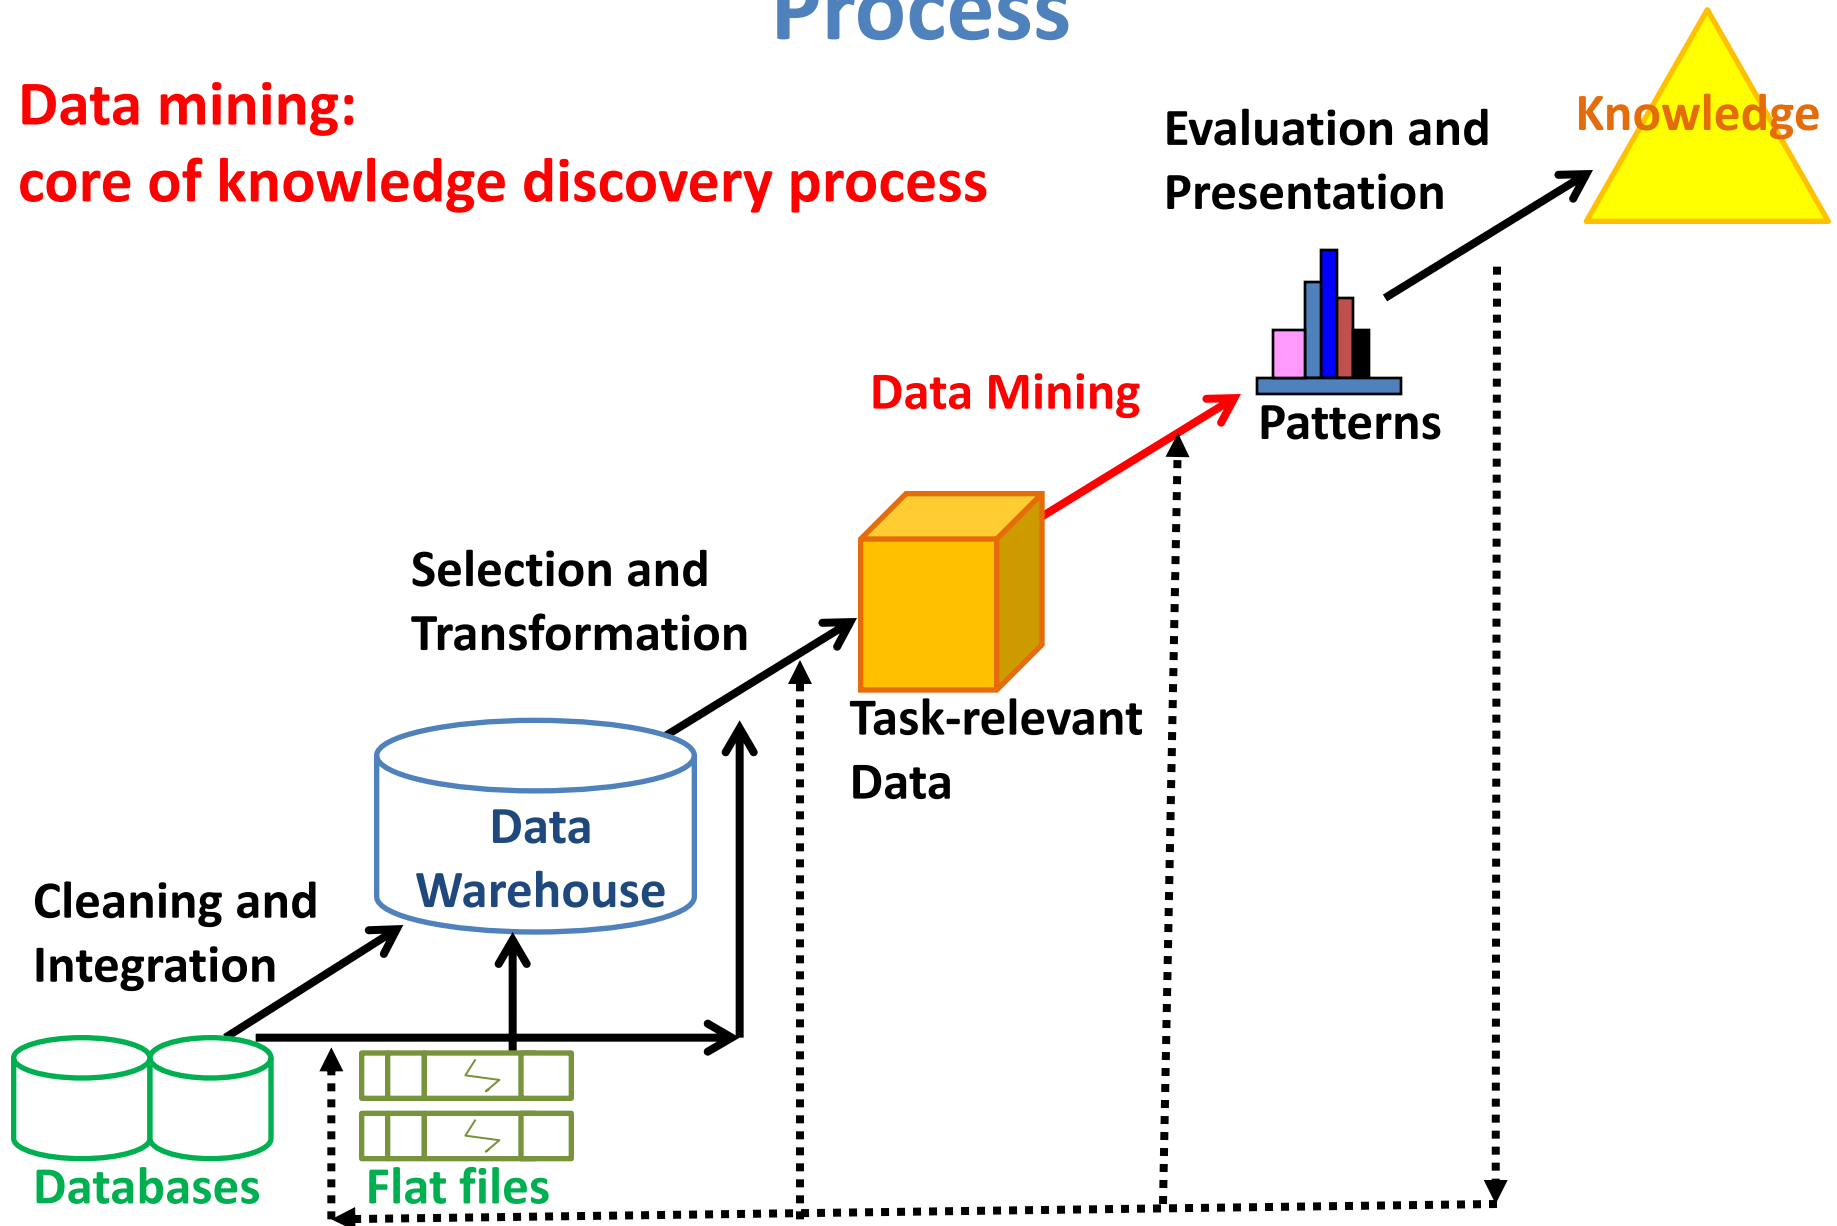 Process
Data mining:
core of knowledge discovery process
Knowledge
Evaluation and
Presentation
Data Mining
Patterns
Selection and
Transformation
Task-relevant
Data
Data
Warehouse
Cleaning and
Integration
Databases
Flat files